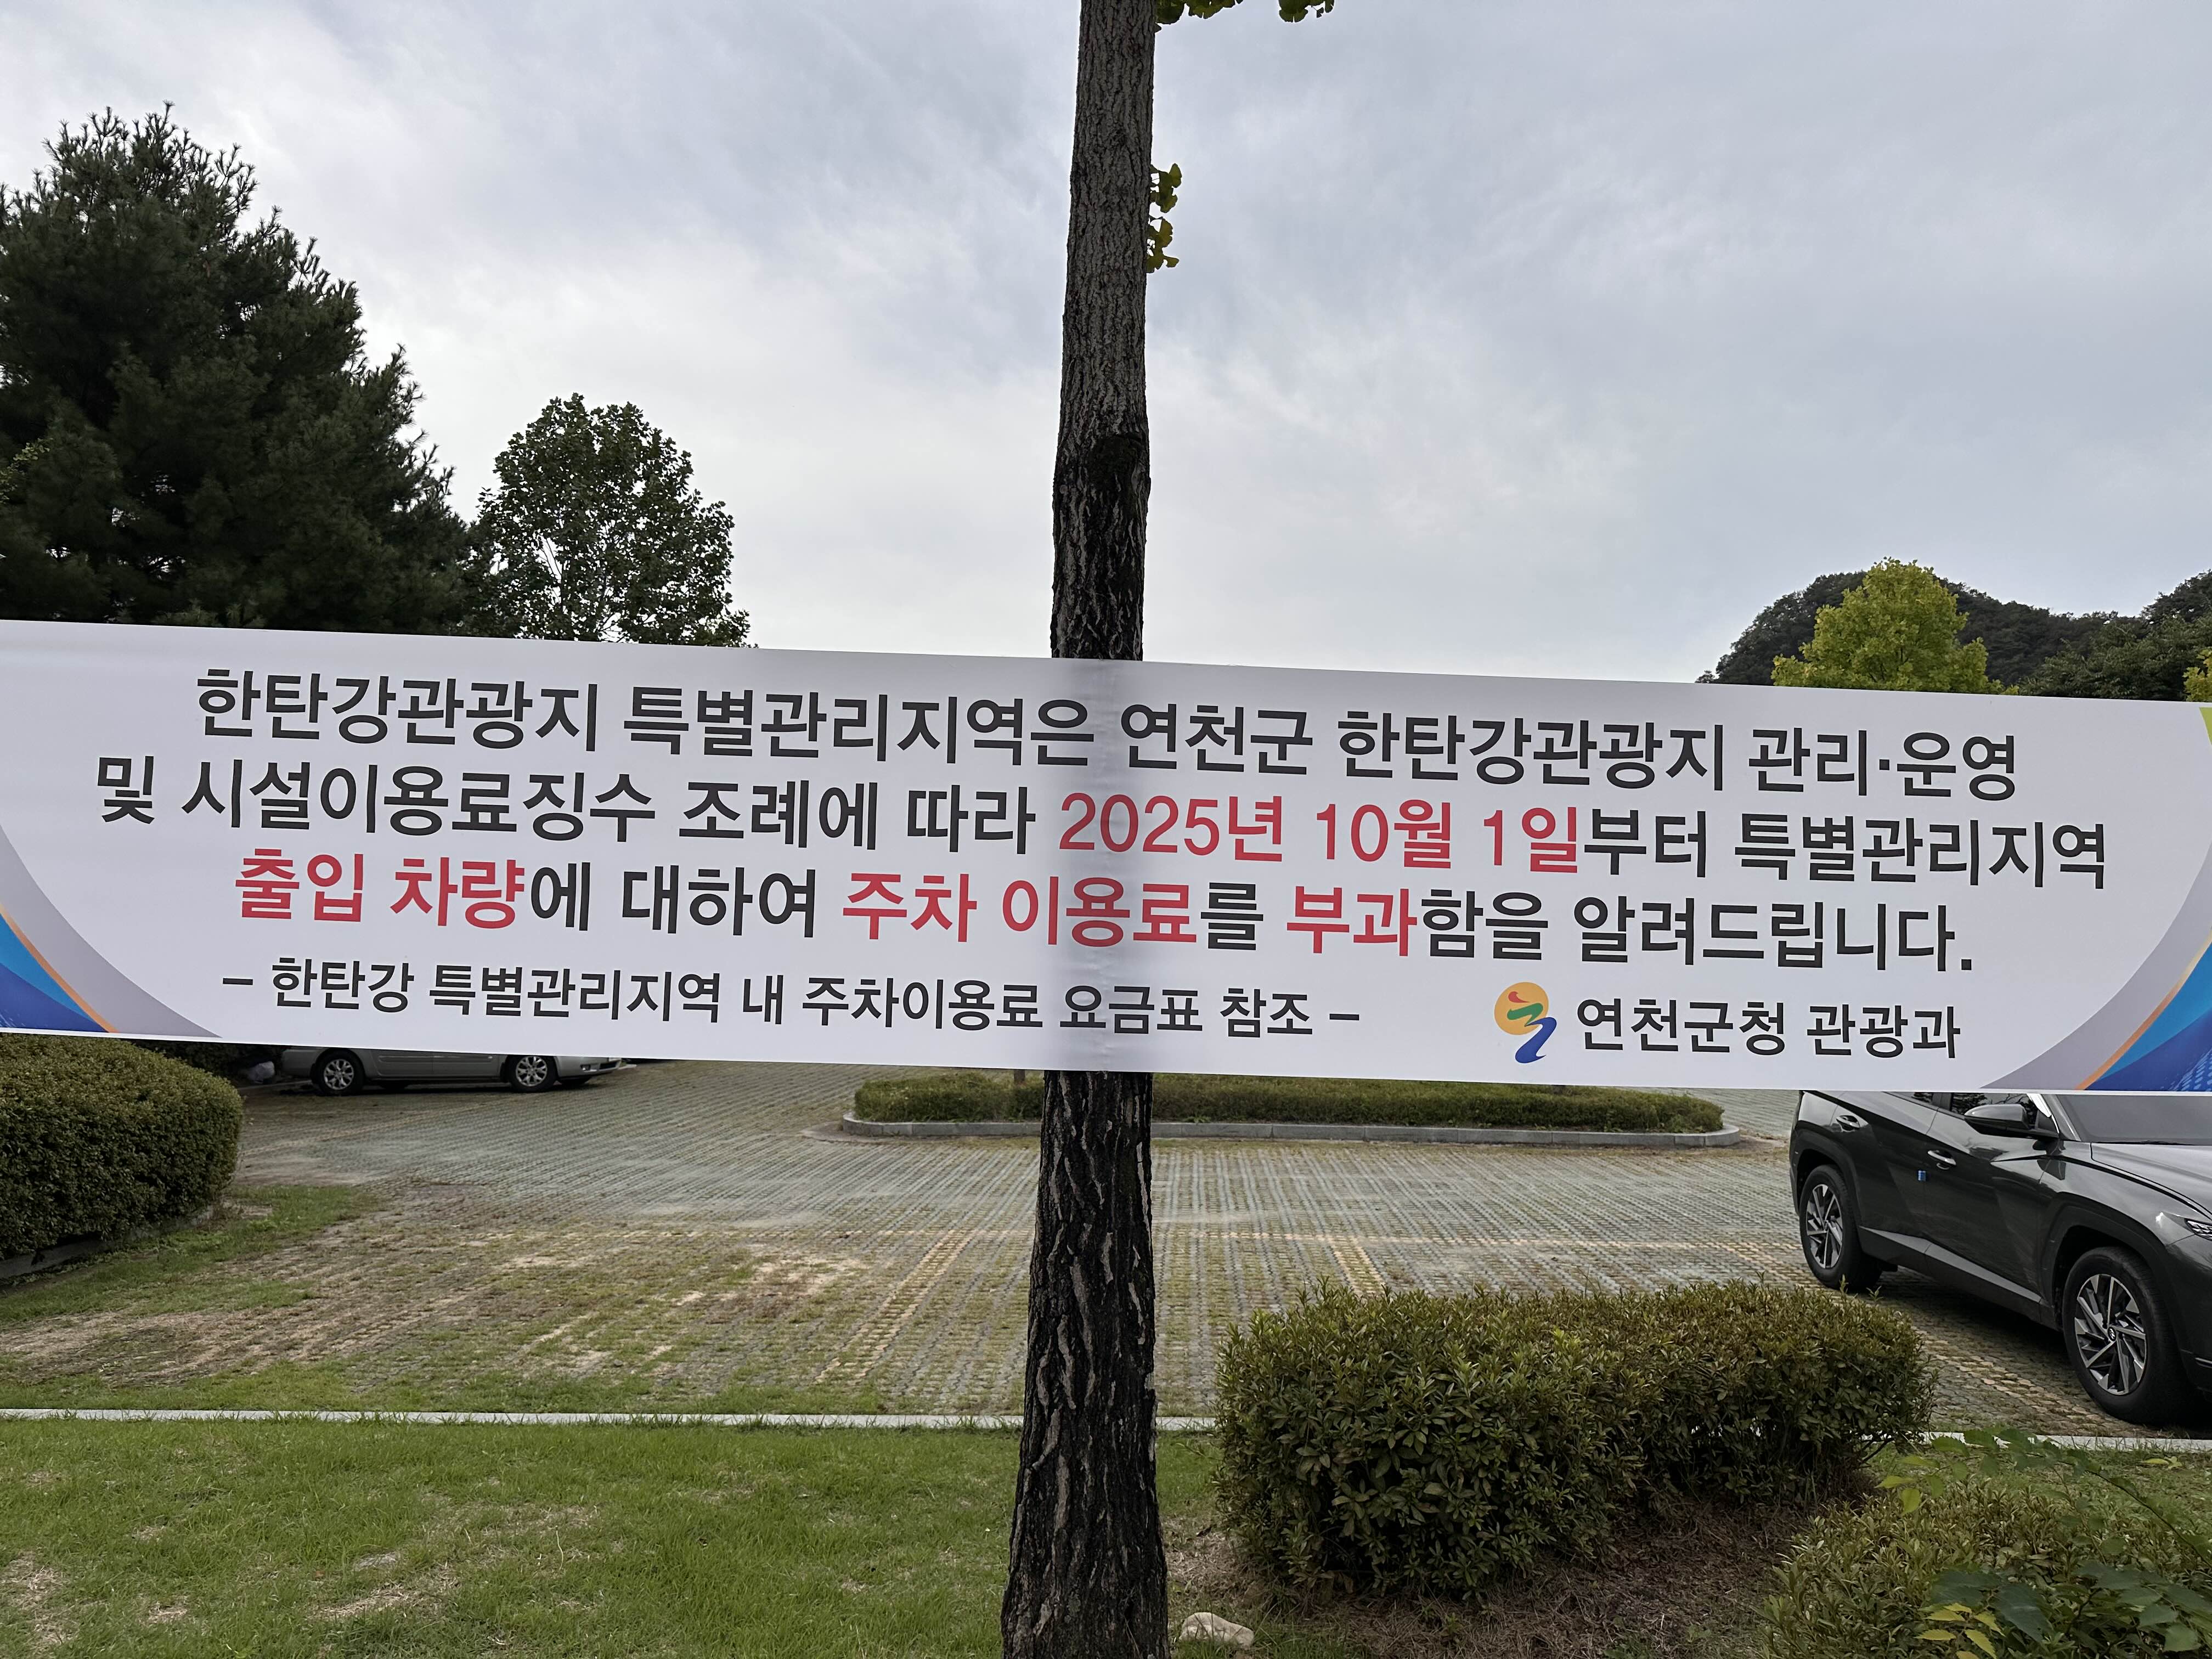 한탄강관광지 특별관리지역은 연천군 한탄강관광지 관리·운영
및 시설이용료징수 조례에 따라 2025년 10월 1일부터 특별관리지역
출입 차량에 대하여 주차 이용료를 부과함을 알려드립니다.
- 한탄강 특별관리지역 내 주차이용료 요금표 참조 -
연천군청 관광과